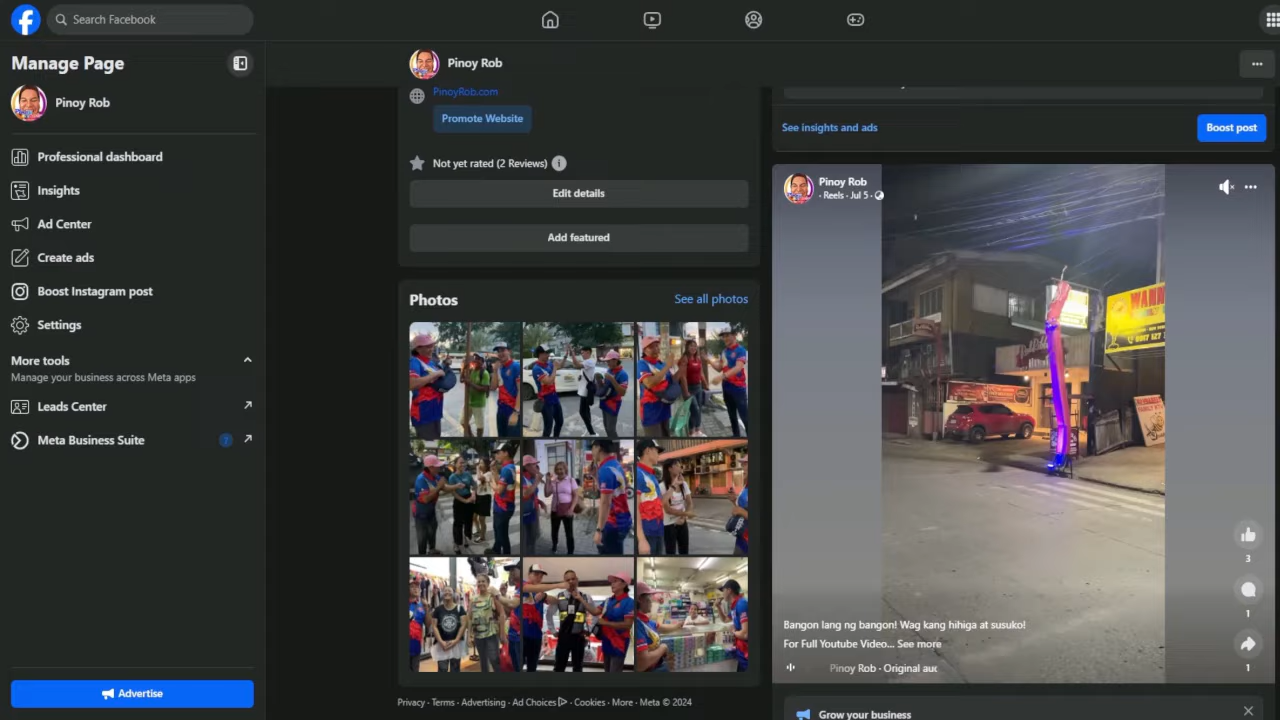 Search Facebook
Manage Page
Pinoy Rob
Professional dashboard
Insights
Ad Center
Create ads
Boost Instagram post
Settings
More tools
Manage your business across Meta apps
Leads Center
Meta Business Suite
7
Advertise
Pinoy Rob
PinoyRob.com
Promote Website
Not yet rated (2 Reviews)
Edit details
Add featured
Photos
See all photos
Privacy · Terms · Advertising · Ad Choices · Cookies · More · Meta © 2024
See insights and ads
Boost post
Pinoy Rob
· Reels · Jul 5 ·
3
1
1
Bangon lang ng bangon! Wag kang hihiga at susuko!
For Full Youtube Video... See more
Pinoy Rob · Original auc
Grow your business